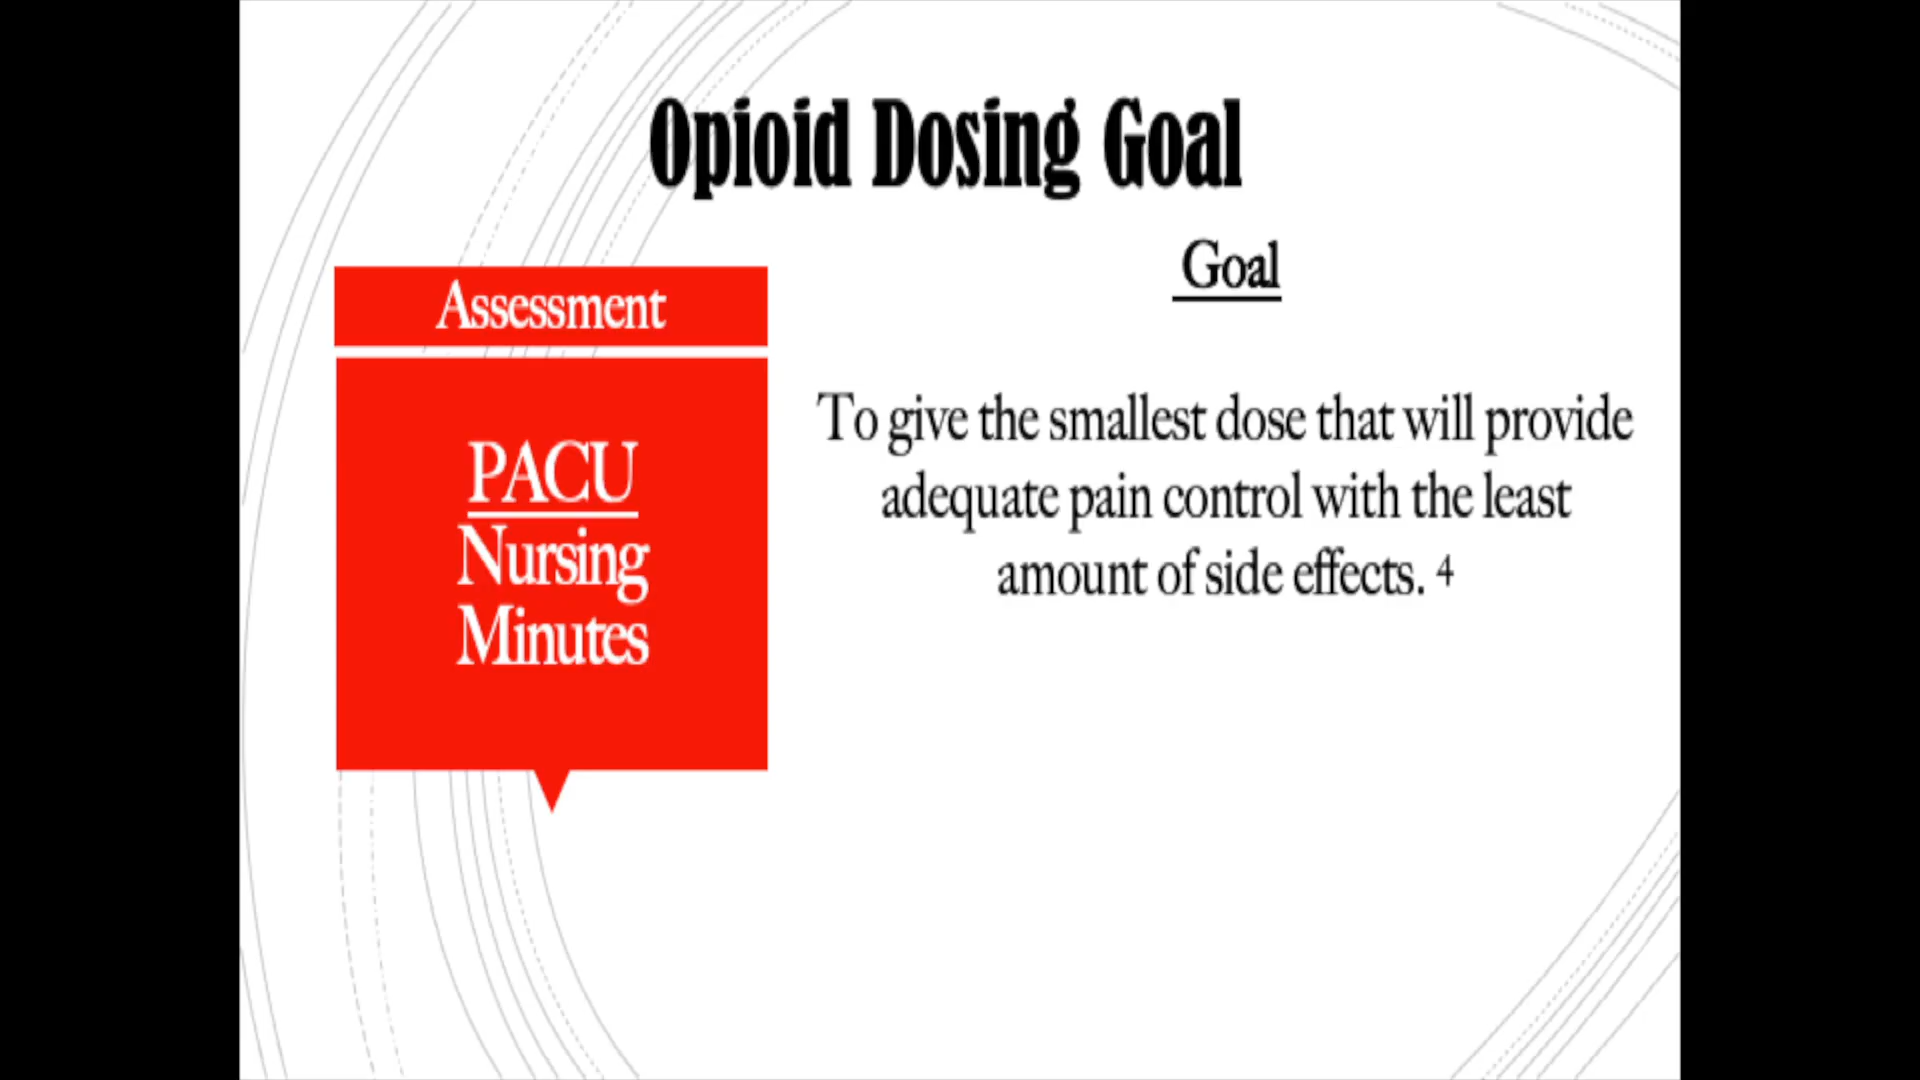 Opioid Dosing Goal
Assessment
PACU
Nursing
Minutes
Goal
To give the smallest dose that will provide
adequate pain control with the least
amount of side effects. 4